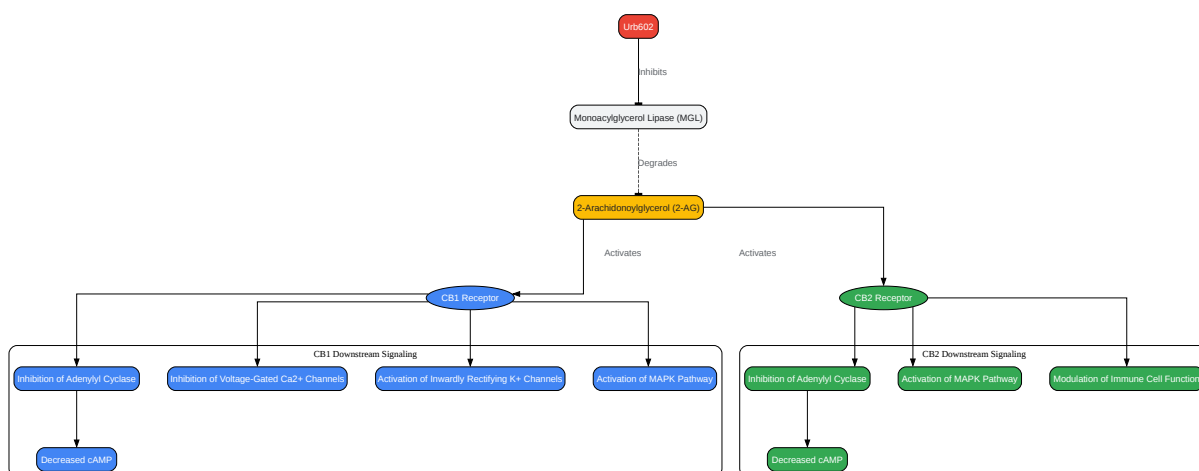 Urb602
Inhibits
Monoacylglycerol Lipase (MGL)
Degrades
2-Arachidonoylglycerol (2-AG)
Activates
Activates
CB1 Receptor
CB2 Receptor
CB1 Downstream Signaling
CB2 Downstream Signaling
Inhibition of Adenylyl Cyclase
Inhibition of Voltage-Gated Ca2+ Channels
Activation of Inwardly Rectifying K+ Channels
Activation of MAPK Pathway
Inhibition of Adenylyl Cyclase
Activation of MAPK Pathway
Modulation of Immune Cell Function
Decreased cAMP
Decreased cAMP